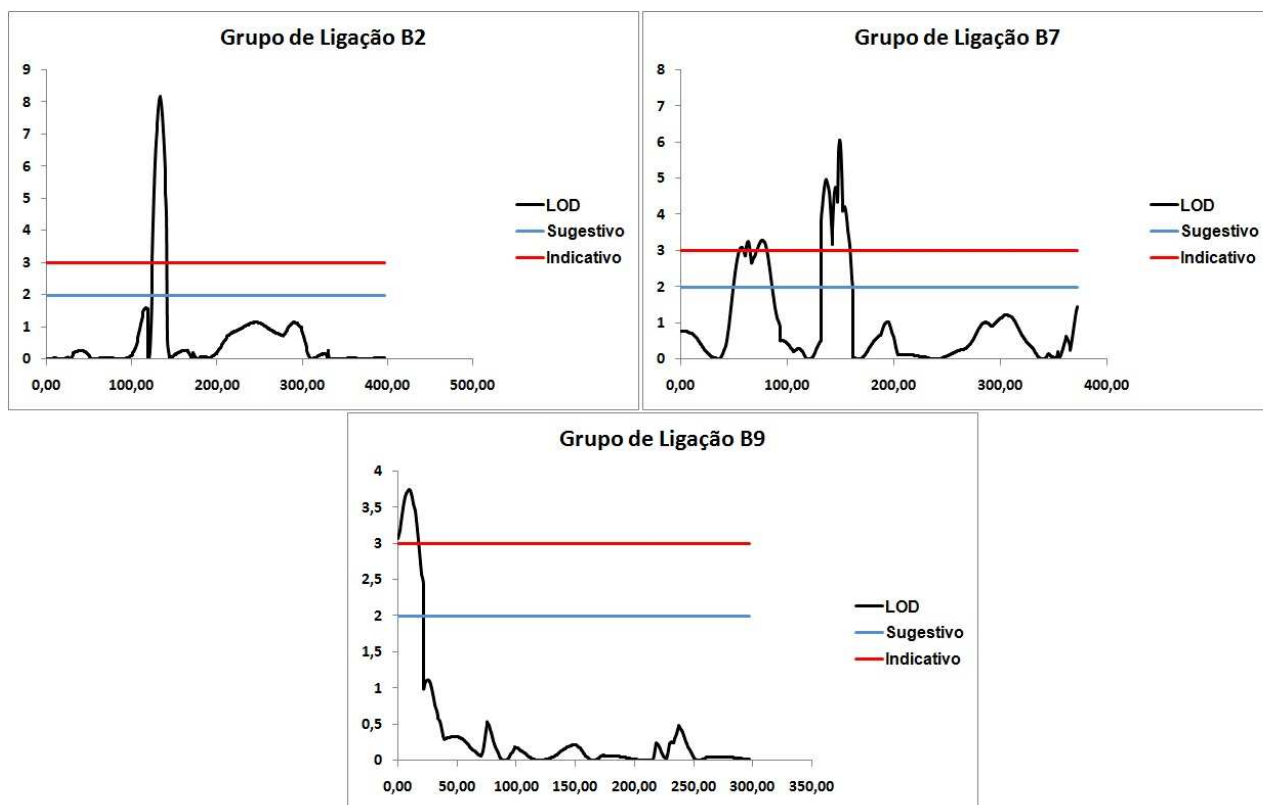 Grupo de Ligação B2
9
8
7
6
5
4
3
2
1
0
0,00 100,00 200,00 300,00 400,00 500,00
LOD
Sugestivo
Indicativo
Grupo de Ligação B7
8
7
6
5
4
3
2
1
0
0,00 100,00 200,00 300,00 400,00
LOD
Sugestivo
Indicativo
Grupo de Ligação B9
4
3,5
3
2,5
2
1,5
1
0,5
0
0,00 50,00 100,00 150,00 200,00 250,00 300,00 350,00
LOD
Sugestivo
Indicativo